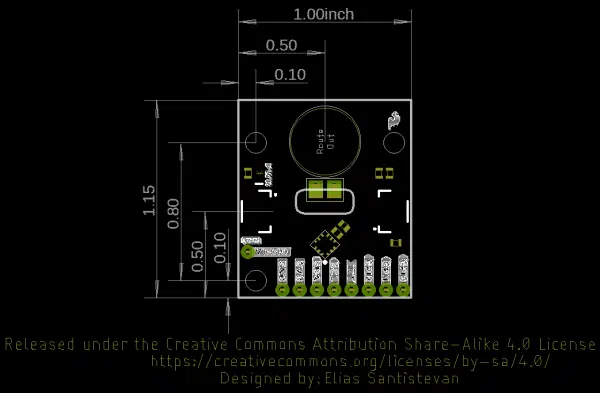 1.00inch
0.50
0.10
Route
Out
1.15
0.80
0.50
0.10
Released under the Creative Commons Attribution Share-Alike 4.0 License
https://creativecommons.org/licenses/by-sa/4.0/
Designed by: Elias Santistevan